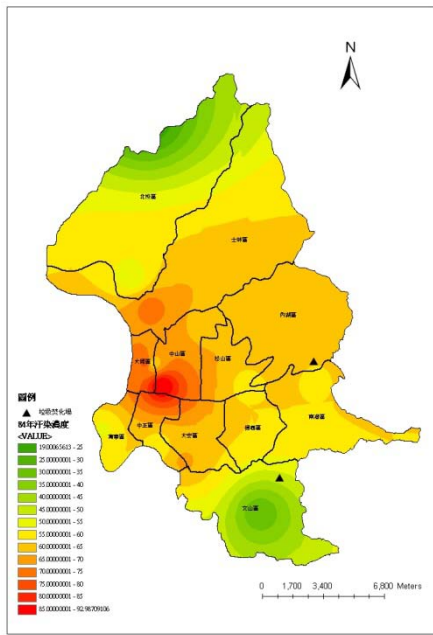 N
北投區
士林區
內湖區
大同區
中山區
松山區
南港區
萬華區
中正區
大安區
信義區
文山區
圖例
垃圾焚化場
84年汙染濃度
<VALUE>
19.00065613 - 25
25.00000001 - 30
30.00000001 - 35
35.00000001 - 40
40.00000001 - 45
45.00000001 - 50
50.00000001 - 55
55.00000001 - 60
60.00000001 - 65
65.00000001 - 70
70.00000001 - 75
75.00000001 - 80
80.00000001 - 85
85.00000001 - 92.98709106
0 1,700 3,400 6,800 Meters